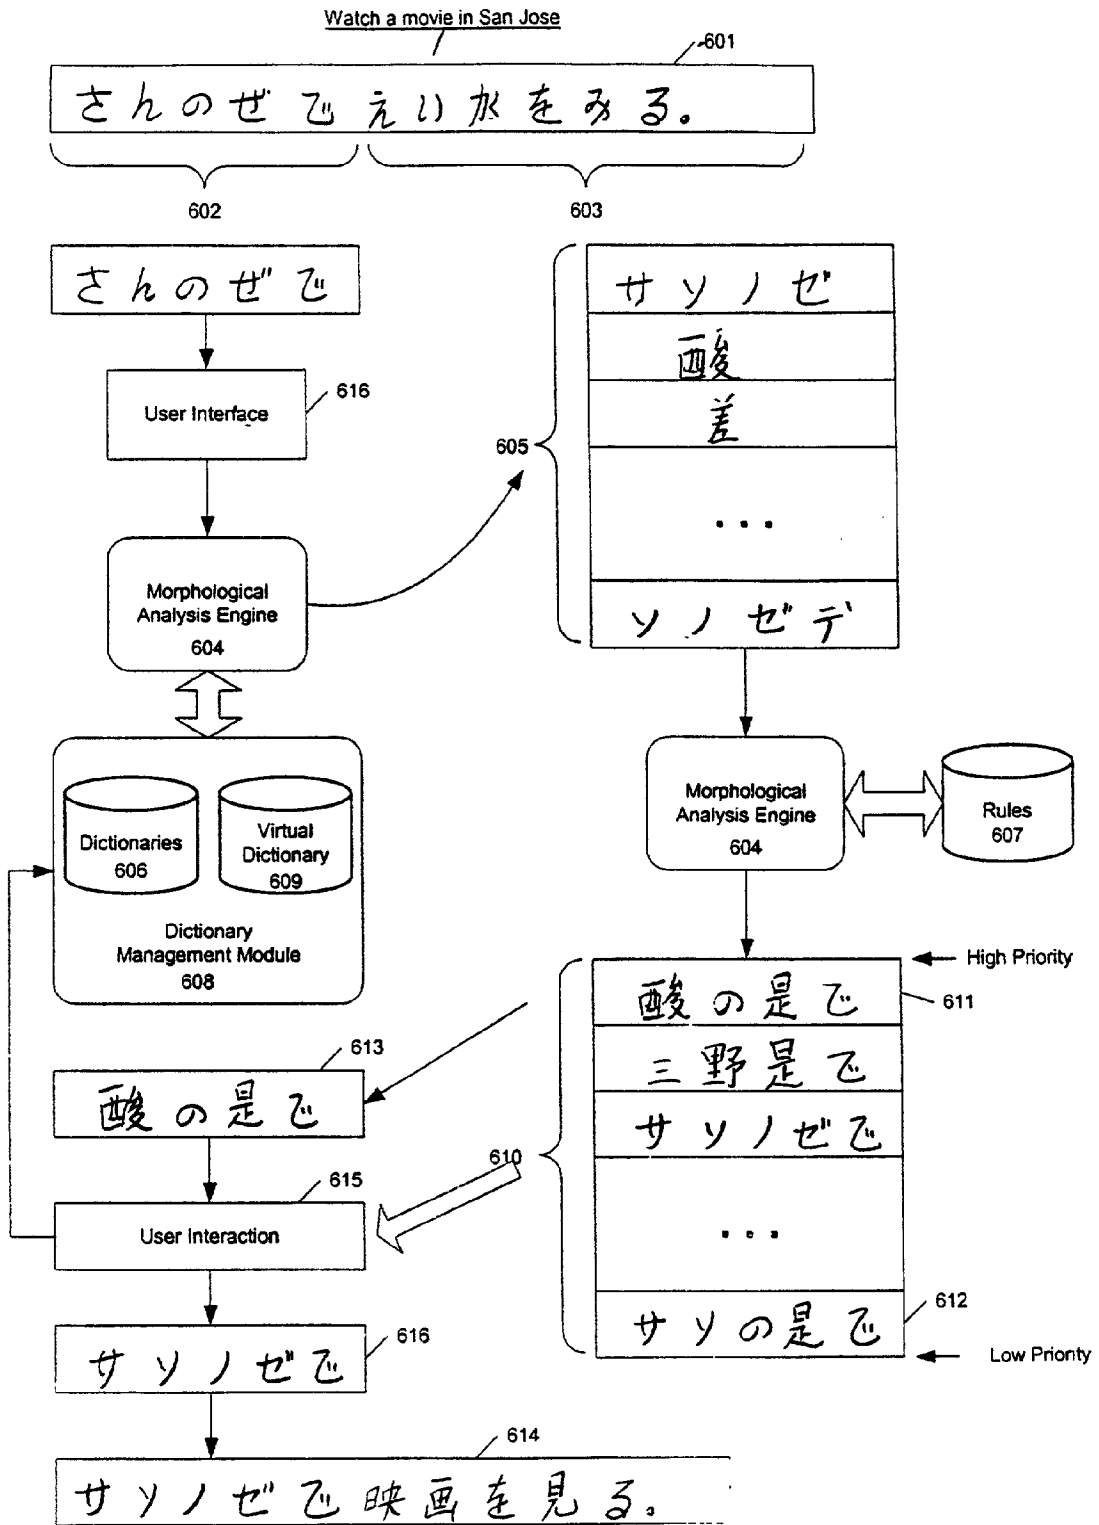 Watch a movie in San Jose
601
さんのぜでえいがをみる。
602
603
さんのぜで
616
User Interface
Morphological
Analysis Engine
604
605
サソノゼ
酸
差
...
ソノゼデ
Dictionaries
606
Virtual
Dictionary
609
Dictionary
Management Module
608
Morphological
Analysis Engine
604
Rules
607
High Priority
610
酸の是で
611
三野是で
サソノゼで
...
サソの是で
612
Low Priority
613
酸の是で
615
User Interaction
サソノゼで
616
614
サソノゼで映画を見る。